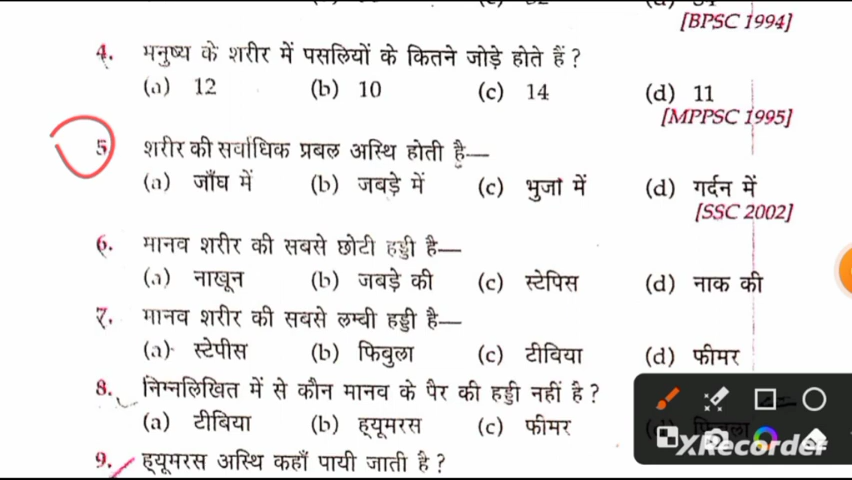 [BPSC 1994]
4. मनुष्य के शरीर में पसलियों के कितने जोड़े होते हैं ?
(a) 12 (b) 10 (c) 14 (d) 11
[MPPSC 1995]
5 शरीर की सर्वाधिक प्रबल अस्थि होती है—
(a) जाँघ में (b) जबड़े में (c) भुजा में (d) गर्दन में
[SSC 2002]
6. मानव शरीर की सबसे छोटी हड्डी है—
(a) नाखून (b) जबड़े की (c) स्टेपिस (d) नाक की
7. मानव शरीर की सबसे लम्बी हड्डी है—
(a) स्टेपीस (b) फिबुला (c) टीबिया (d) फीमर
8. निम्नलिखित में से कौन मानव के पैर की हड्डी नहीं है ?
(a) टीबिया (b) ह्यूमरस (c) फीमर (d) फिबुला
XRecorder
9. ह्यूमरस अस्थि कहाँ पायी जाती है ?